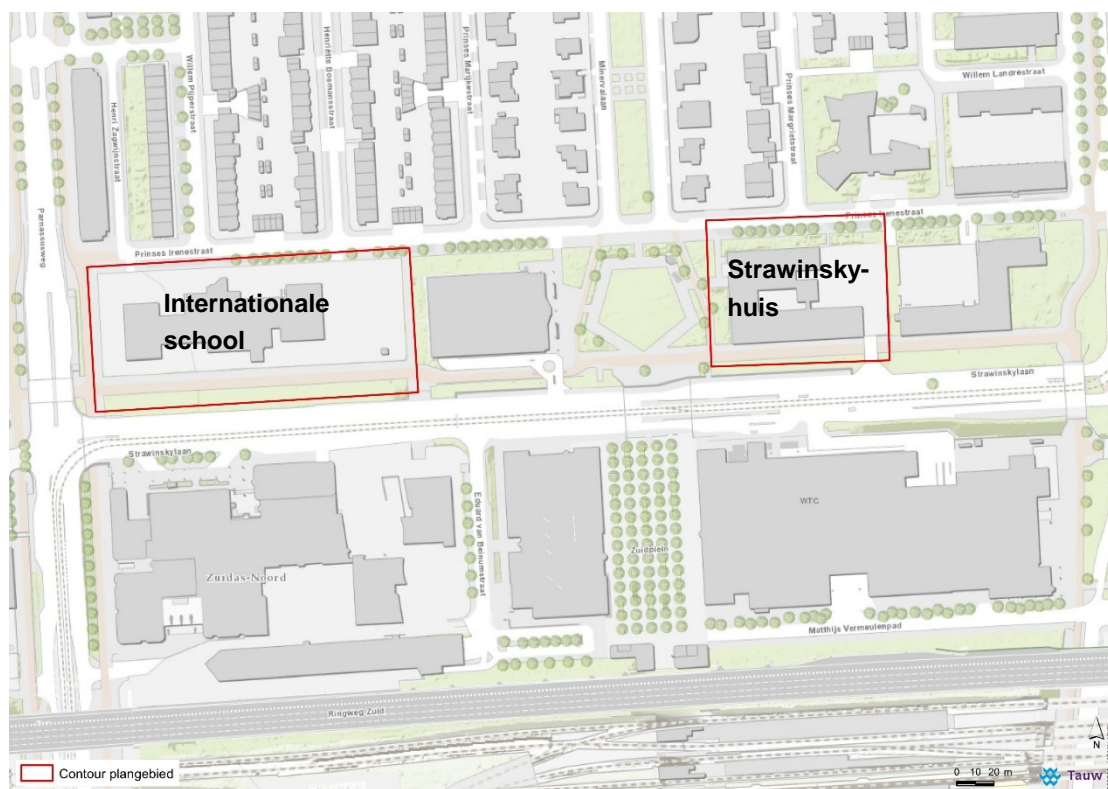 Willem Pijperstraat
Henriëtte Bosmansstraat
Prinses Marijkestraat
Minervalaan
Prinses Margrietstraat
Willem Landréstraat
Henri Zagwijnstraat
Parnassusweg
Prinses Irenestraat
Prinses Irenestraat
Internationale
school
Strawinsky-
huis
Strawinskylaan
Strawinskylaan
Eduard van Beinumstraat
WTC
Zuidplein
Zuidas-Noord
Matthijs Vermeulenpad
Ringweg Zuid
Contour plangebied
N
0 10 20 m
Tauw